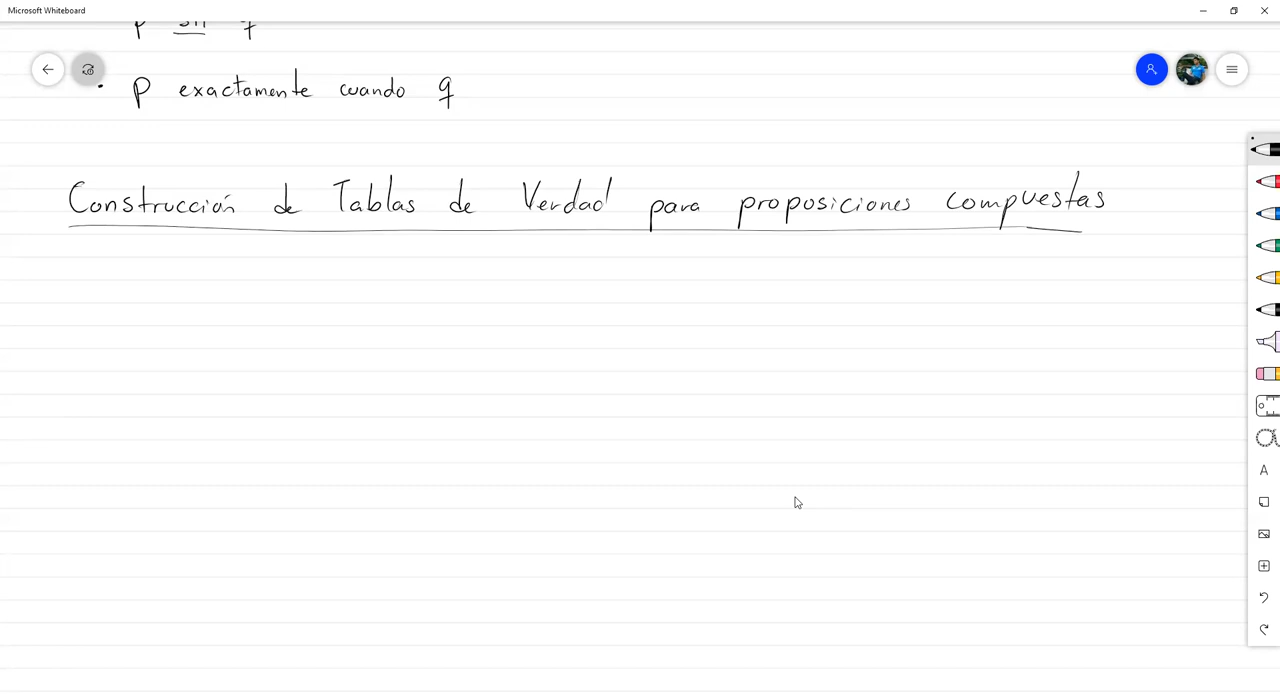 Microsoft Whiteboard
• p exactamente cuando q
Construcción de Tablas de Verdad para proposiciones compuestas
A